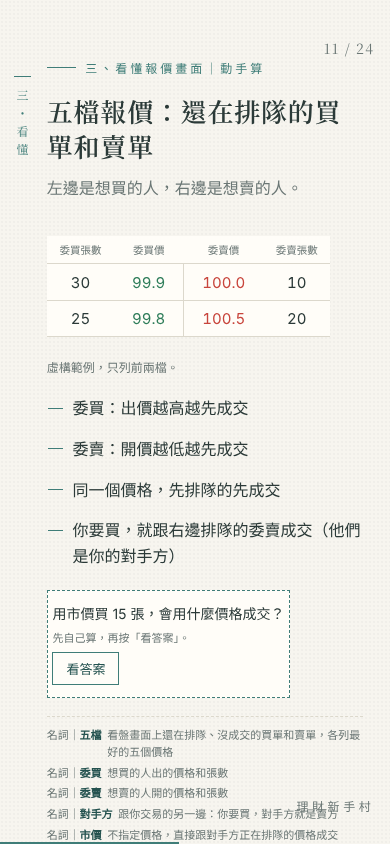 11 / 24
三、看懂報價畫面｜動手算
三・看懂
五檔報價：還在排隊的買
單和賣單
左邊是想買的人，右邊是想賣的人。
委買張數 委買價 委賣價 委賣張數
30 99.9 100.0 10
25 99.8 100.5 20
虛構範例，只列前兩檔。
— 委買：出價越高越先成交
— 委賣：開價越低越先成交
— 同一個價格，先排隊的先成交
— 你要買，就跟右邊排隊的委賣成交（他們
是你的對手方）
用市價買 15 張，會用什麼價格成交？
先自己算，再按「看答案」。
看答案
名詞｜五檔 看盤畫面上還在排隊、沒成交的買單和賣單，各列最
好的五個價格
名詞｜委買 想買的人出的價格和張數
名詞｜委賣 想賣的人開的價格和張數
名詞｜對手方 跟你交易的另一邊：你要買，對手方就是賣方
理財新手村
名詞｜市價 不指定價格，直接跟對手方正在排隊的價格成交